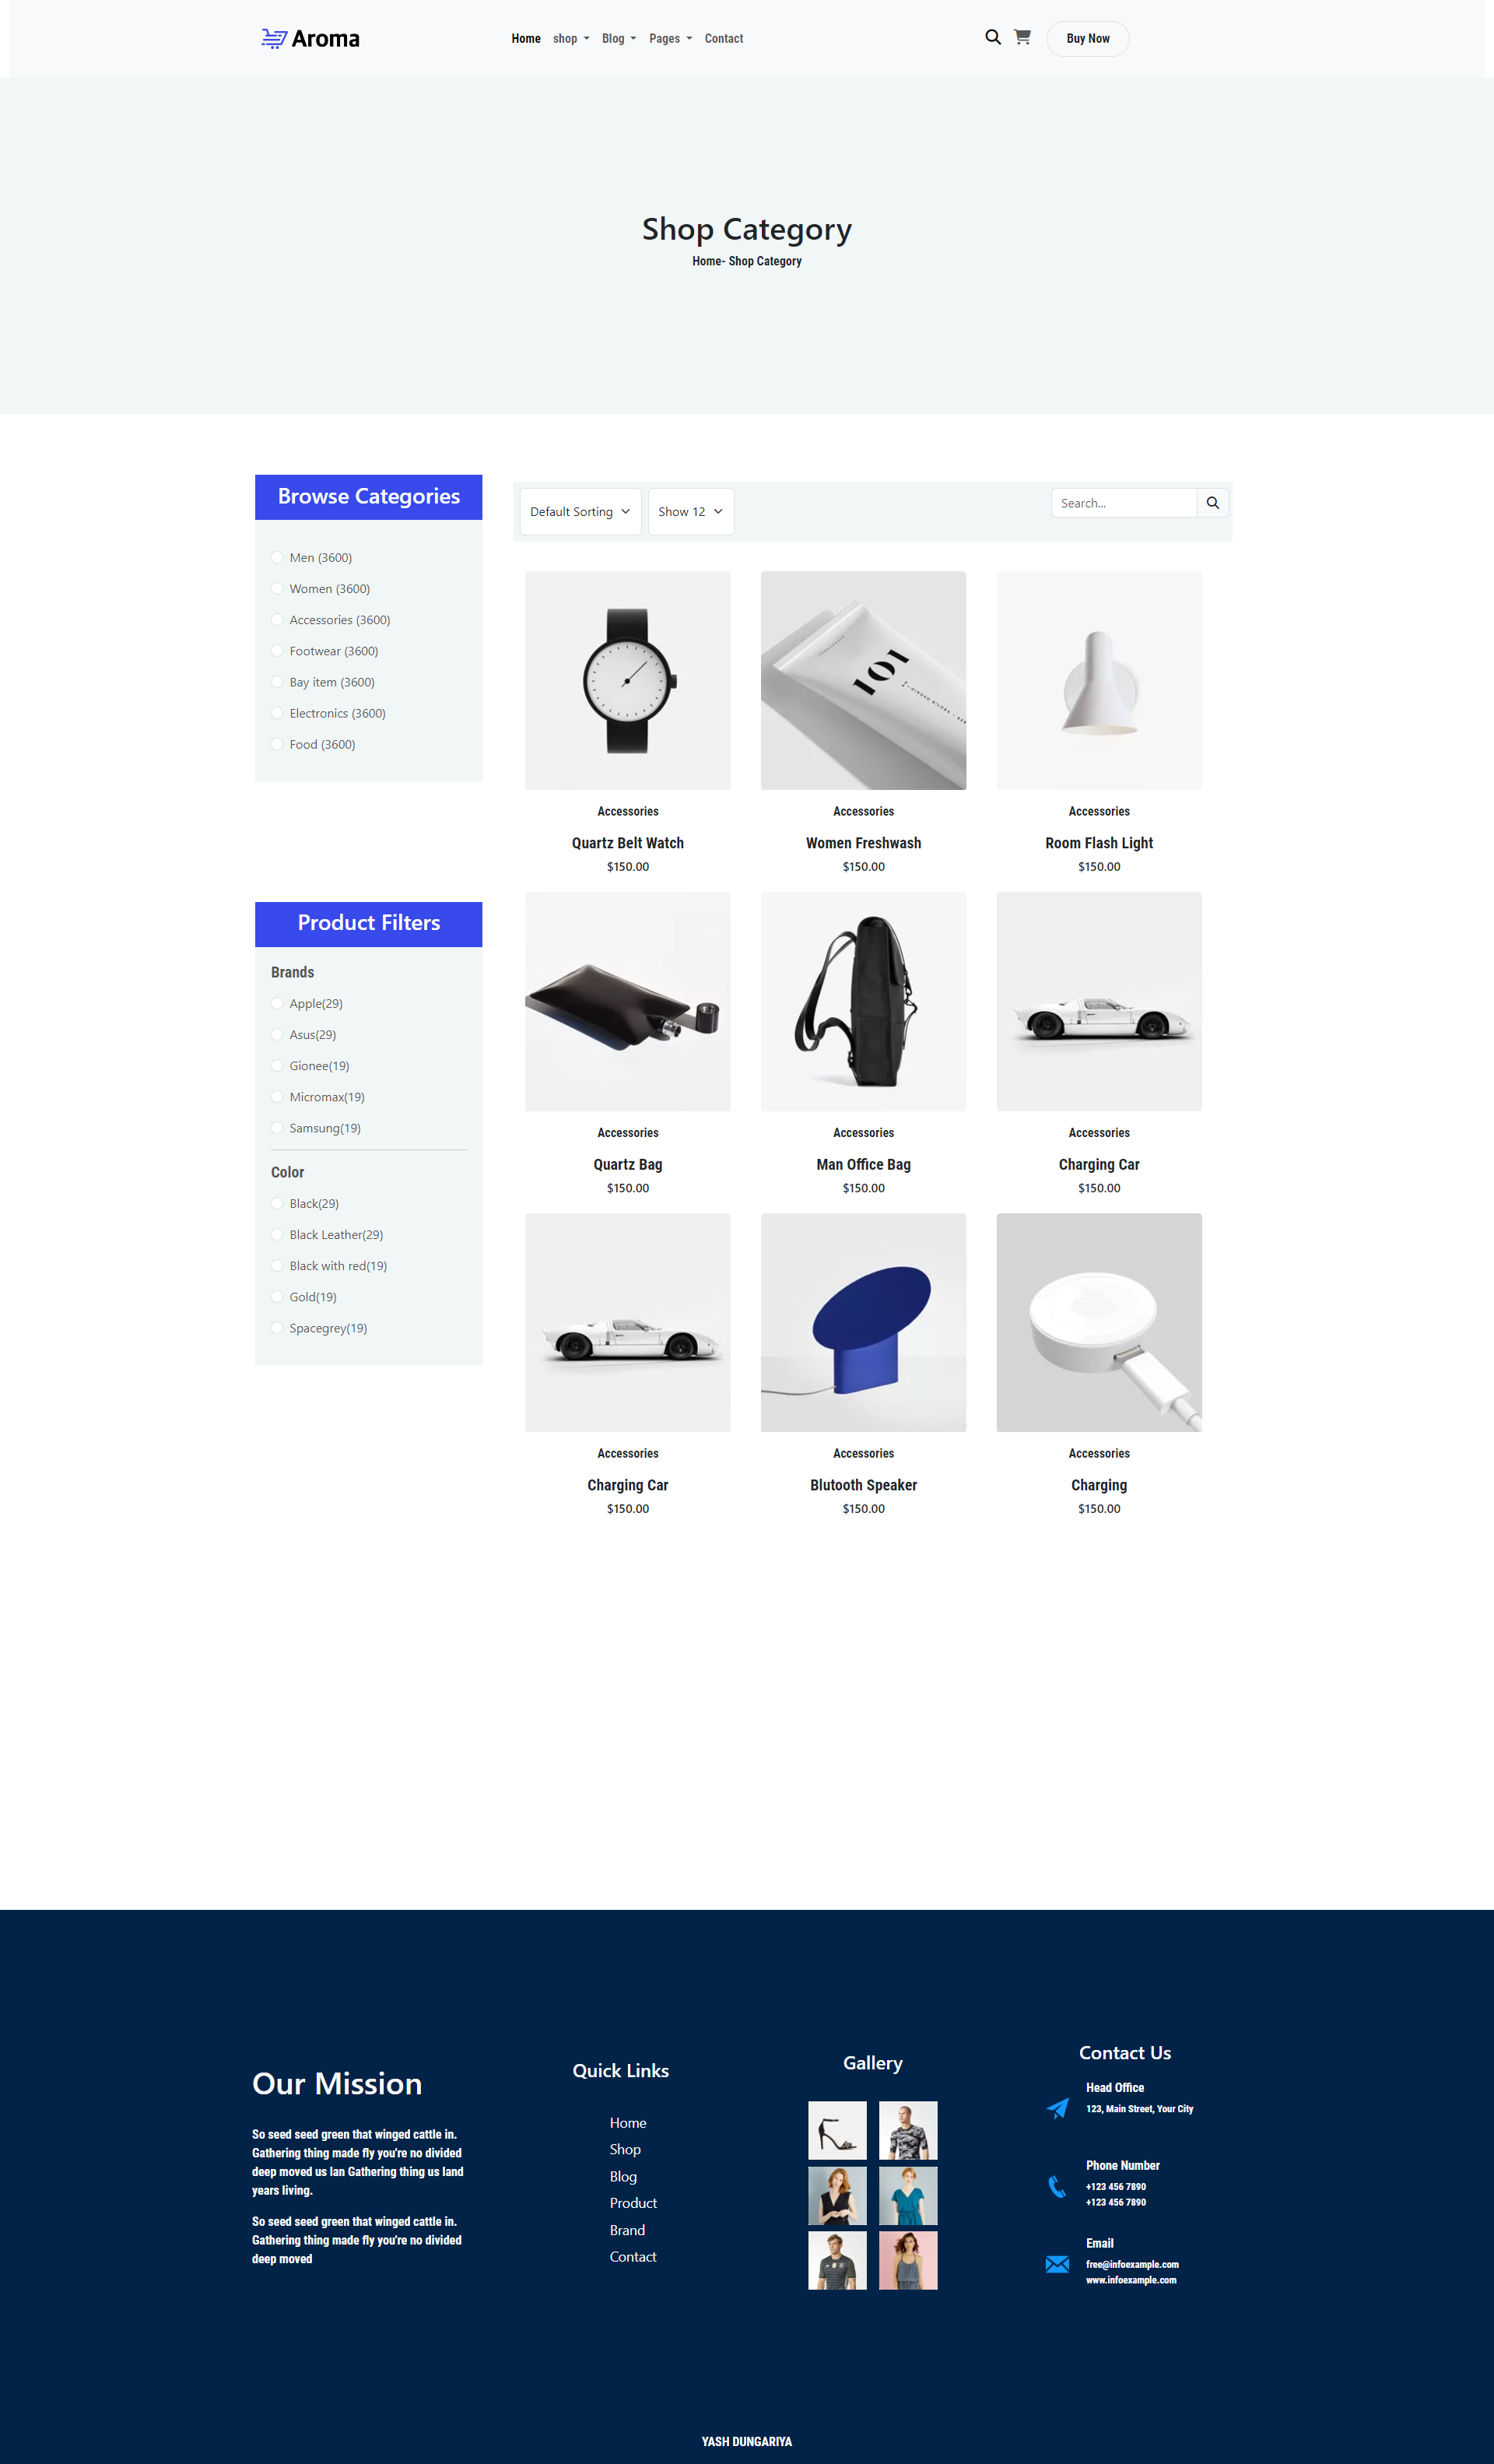 Aroma
Home shop Blog Pages Contact
Buy Now
Shop Category
Home- Shop Category
Browse Categories
Men (3600)
Women (3600)
Accessories (3600)
Footwear (3600)
Bay item (3600)
Electronics (3600)
Food (3600)
Product Filters
Brands
Apple(29)
Asus(29)
Gionee(19)
Micromax(19)
Samsung(19)
Color
Black(29)
Black Leather(29)
Black with red(19)
Gold(19)
Spacegrey(19)
Default Sorting Show 12 Search...
101
Accessories Accessories Accessories
Quartz Belt Watch Women Freshwash Room Flash Light
$150.00 $150.00 $150.00
Accessories Accessories Accessories
Quartz Bag Man Office Bag Charging Car
$150.00 $150.00 $150.00
Accessories Accessories Accessories
Charging Car Blutooth Speaker Charging
$150.00 $150.00 $150.00
Our Mission
So seed seed green that winged cattle in.
Gathering thing made fly you're no divided
deep moved us lan Gathering thing us land
years living.
So seed seed green that winged cattle in.
Gathering thing made fly you're no divided
deep moved
Quick Links
Home
Shop
Blog
Product
Brand
Contact
Gallery
Contact Us
Head Office
123, Main Street, Your City
Phone Number
+123 456 7890
+123 456 7890
Email
free@infoexample.com
www.infoexample.com
YASH DUNGARIYA